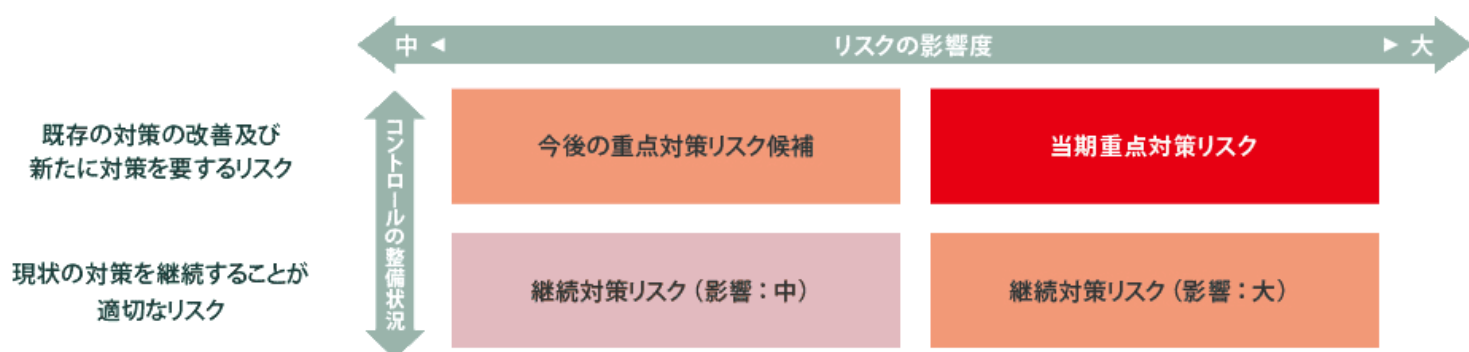 中 ◀ リスクの影響度 ▶ 大
既存の対策の改善及び
新たに対策を要するリスク
コントロールの整備状況
今後の重点対策リスク候補
当期重点対策リスク
現状の対策を継続することが
適切なリスク
継続対策リスク（影響：中）
継続対策リスク（影響：大）